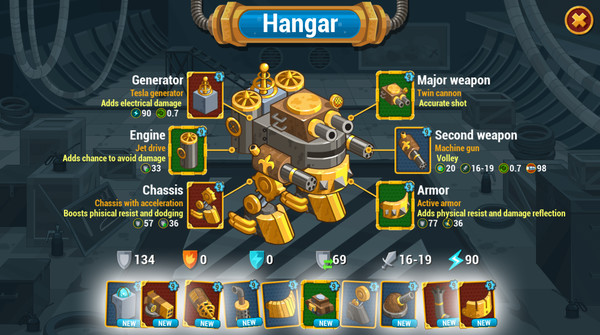 Hangar
Generator
Tesla generator
Adds electrical damage
90 0.7
Engine
Jet drive
Adds chance to avoid damage
33
Chassis
Chassis with acceleration
Boosts phisical resist and dodging
57 36
Major weapon
Twin cannon
Accurate shot
Second weapon
Machine gun
Volley
20 16-19 0.7 98
Armor
Active armor
Adds physical resist and damage reflection
77 36
134 0 0 69 16-19 90
NEW NEW NEW NEW NEW NEW NEW NEW NEW